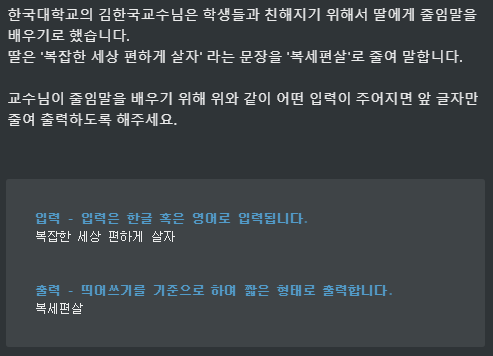 한국대학교의 김한국교수님은 학생들과 친해지기 위해서 딸에게 줄임말을
배우기로 했습니다.
딸은 '복잡한 세상 편하게 살자' 라는 문장을 '복세편살'로 줄여 말합니다.
교수님이 줄임말을 배우기 위해 위와 같이 어떤 입력이 주어지면 앞 글자만
줄여 출력하도록 해주세요.
입력 - 입력은 한글 혹은 영어로 입력됩니다.
복잡한 세상 편하게 살자
출력 - 띄어쓰기를 기준으로 하여 짧은 형태로 출력합니다.
복세편살